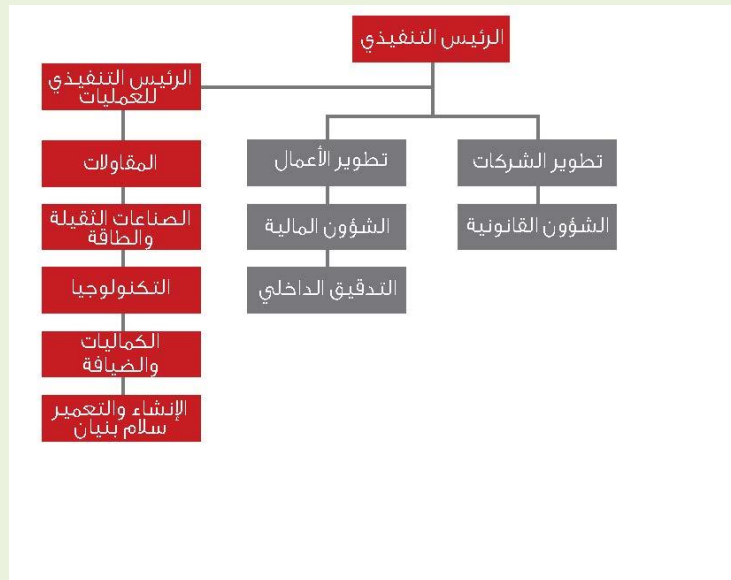 الرئيس التنفيذي
الرئيس التنفيذي
للعمليات
تطوير الشركات
تطوير الأعمال
المقاولات
الشؤون القانونية
الشؤون المالية
الصناعات الثقيلة
والطاقة
التدقيق الداخلي
التكنولوجيا
الكماليات
والضيافة
الإنشاء والتعمير
سلام بنيان